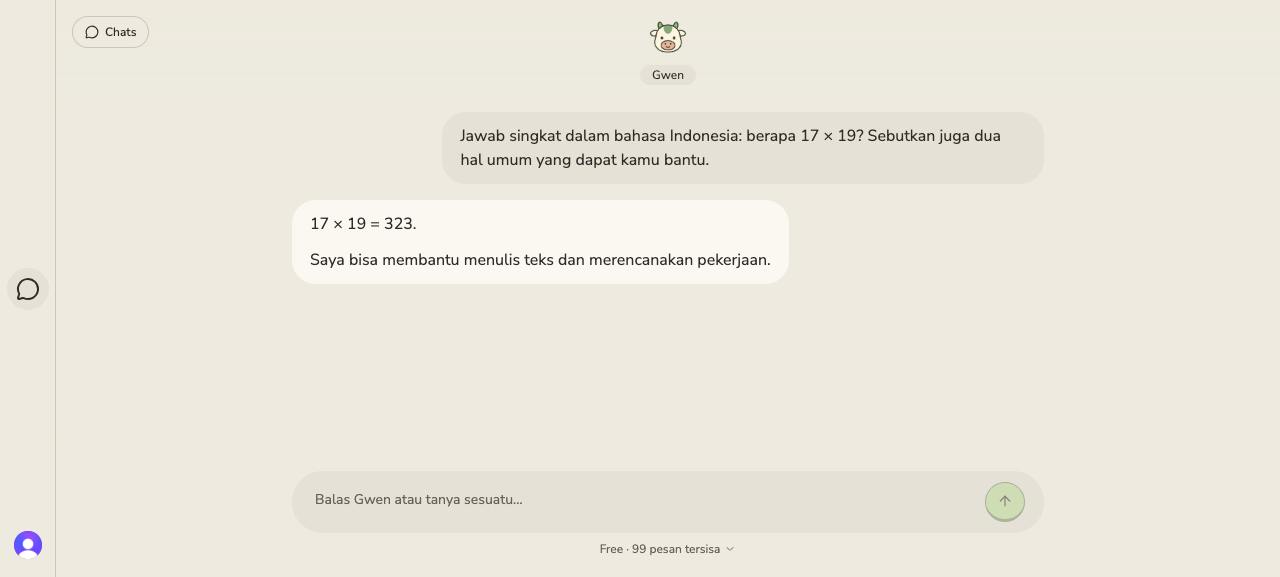 Chats
Gwen
Jawab singkat dalam bahasa Indonesia: berapa 17 × 19? Sebutkan juga dua
hal umum yang dapat kamu bantu.
17 × 19 = 323.
Saya bisa membantu menulis teks dan merencanakan pekerjaan.
Balas Gwen atau tanya sesuatu...
Free · 99 pesan tersisa